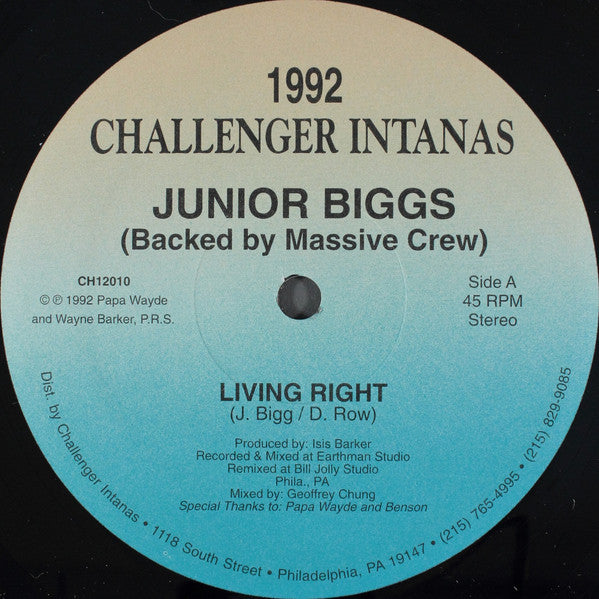 1992
CHALLENGER INTANAS
JUNIOR BIGGS
(Backed by Massive Crew)
CH12010
© ℗ 1992 Papa Wayde
and Wayne Barker, P.R.S.
Side A
45 RPM
Stereo
LIVING RIGHT
(J. Bigg / D. Row)
Produced by: Isis Barker
Recorded & Mixed at Earthman Studio
Remixed at Bill Jolly Studio
Phila., PA
Mixed by: Geoffrey Chung
Special Thanks to: Papa Wayde and Benson
Dist. by Challenger Intanas • 1118 South Street • Philadelphia, PA 19147 • (215) 765-4995 • (215) 829-9085